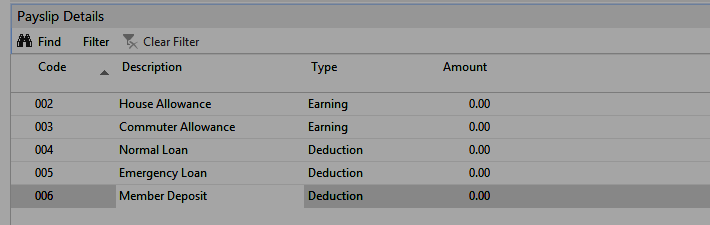 Payslip Details
Find Filter Clear Filter
Code Description Type Amount
002 House Allowance Earning 0.00
003 Commuter Allowance Earning 0.00
004 Normal Loan Deduction 0.00
005 Emergency Loan Deduction 0.00
006 Member Deposit Deduction 0.00